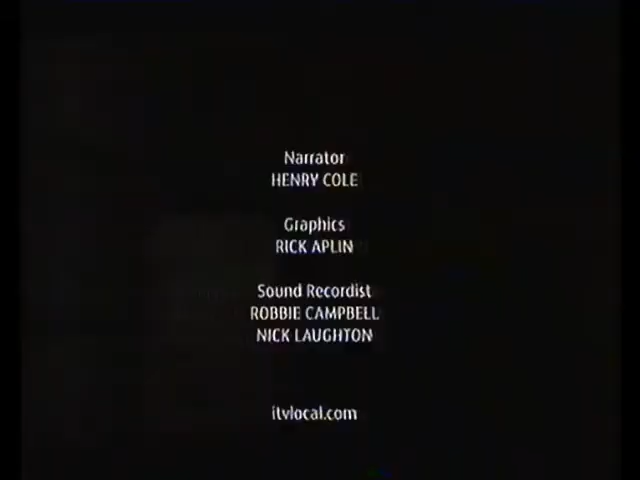 Narrator
HENRY COLE
Graphics
RICK APLIN
Sound Recordist
ROBBIE CAMPBELL
NICK LAUGHTON
itvlocal.com